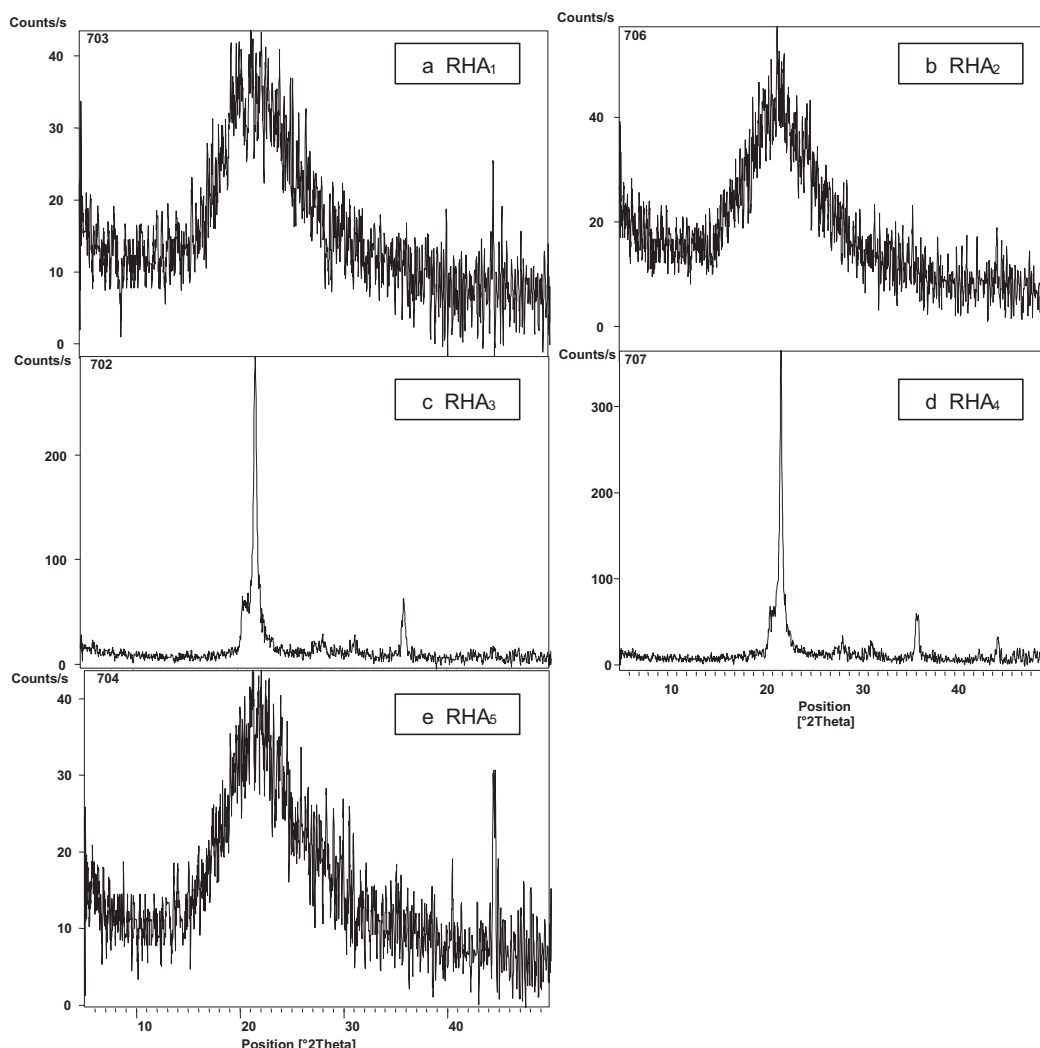 Counts/s
703
a RHA₁
40
30
20
10
0
Counts/s
706
b RHA₂
40
20
0
Counts/s
702
c RHA₃
200
100
0
Counts/s
707
d RHA₄
300
200
100
0
10 20 30 40
Position
[°2Theta]
Counts/s
704
e RHA₅
40
30
20
10
0
10 20 30 40
Position [°2Theta]